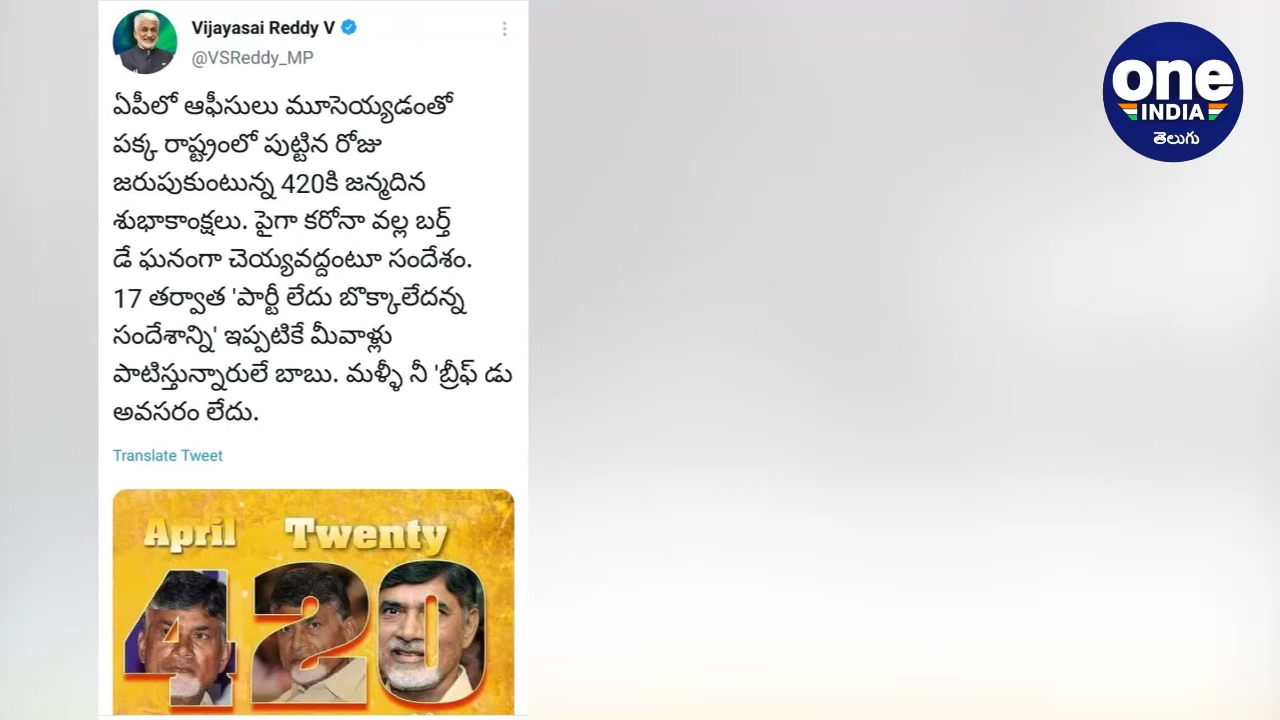 Vijayasai Reddy V
@VSReddy_MP
ఏపీలో ఆఫీసులు మూసెయ్యడంతో
పక్క రాష్ట్రంలో పుట్టిన రోజు
జరుపుకుంటున్న 420కి జన్మదిన
శుభాకాంక్షలు. పైగా కరోనా వల్ల బర్త్
డే ఘనంగా చెయ్యవద్దంటూ సందేశం.
17 తర్వాత 'పార్టీ లేదు బొక్కాలేదన్న
సందేశాన్ని' ఇప్పటికే మీవాళ్లు
పాటిస్తున్నారులే బాబు. మళ్ళీ నీ 'బ్రీఫ్ డు
అవసరం లేదు.
Translate Tweet
April Twenty
420
one
INDIA
తెలుగు